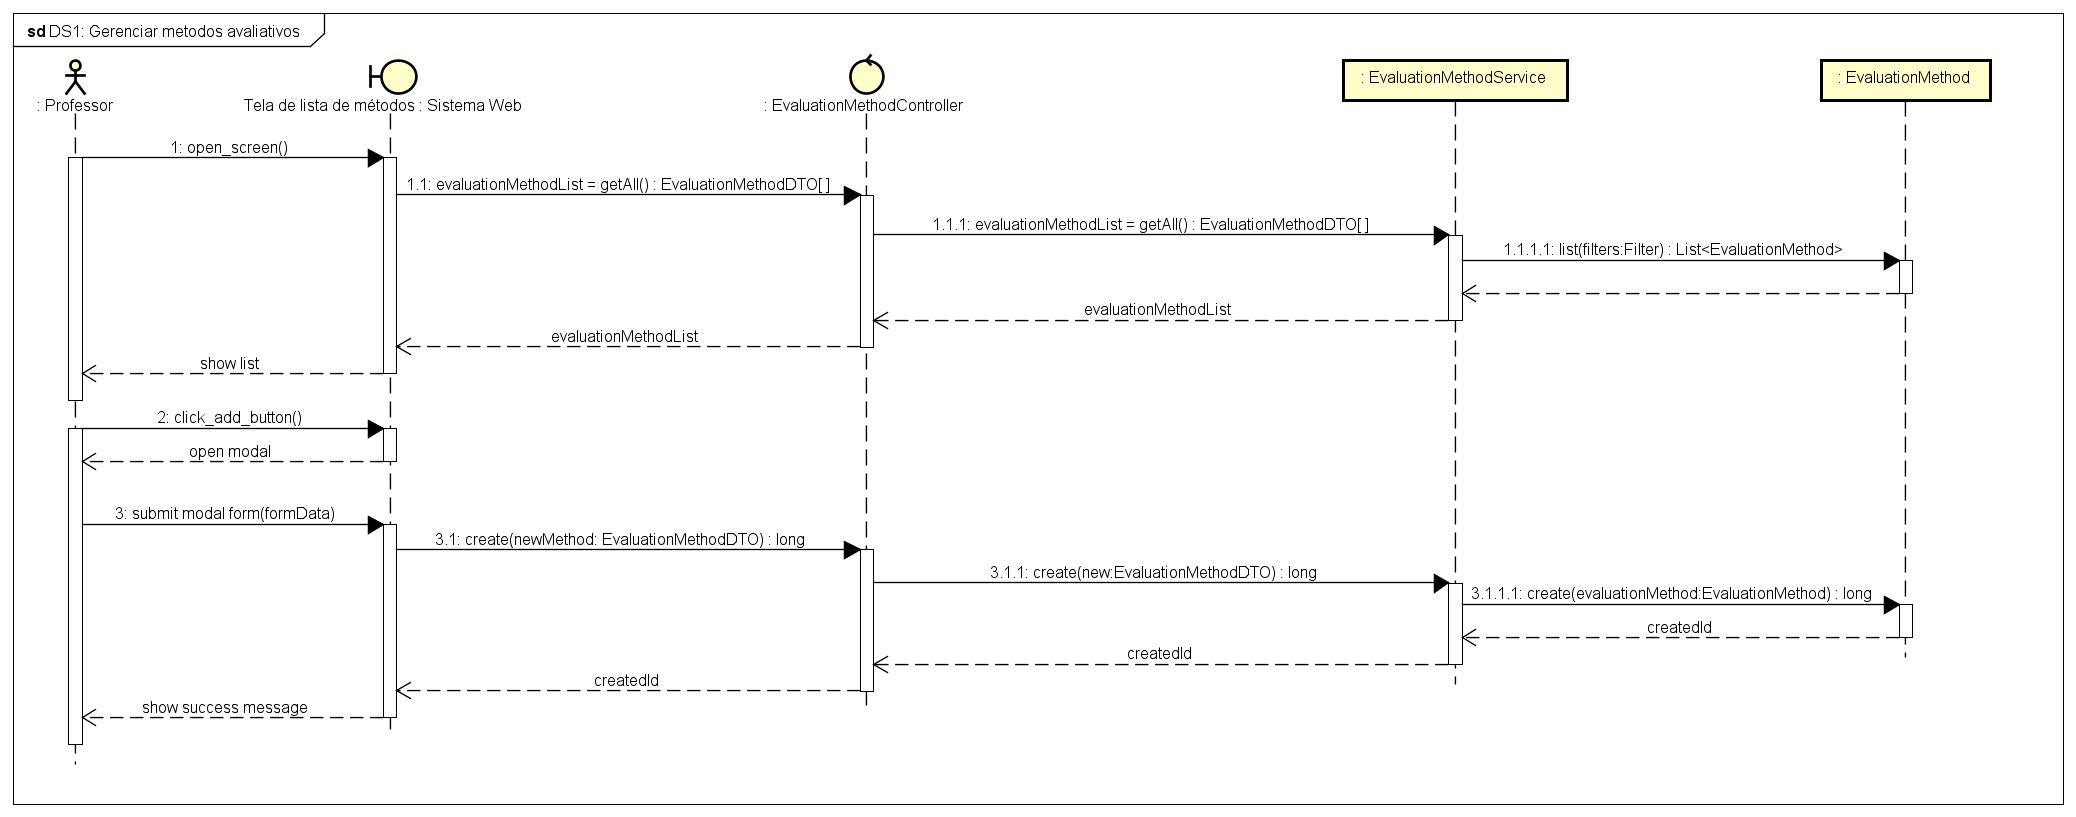 sd DS1: Gerenciar metodos avaliativos
: Professor
Tela de lista de métodos : Sistema Web
: EvaluationMethodController
: EvaluationMethodService
: EvaluationMethod
1: open_screen()
1.1: evaluationMethodList = getAll() : EvaluationMethodDTO[ ]
1.1.1: evaluationMethodList = getAll() : EvaluationMethodDTO[ ]
1.1.1.1: list(filters:Filter) : List<EvaluationMethod>
evaluationMethodList
evaluationMethodList
show list
2: click_add_button()
open modal
3: submit modal form(formData)
3.1: create(newMethod: EvaluationMethodDTO) : long
3.1.1: create(new:EvaluationMethodDTO) : long
3.1.1.1: create(evaluationMethod:EvaluationMethod) : long
createdId
createdId
createdId
show success message